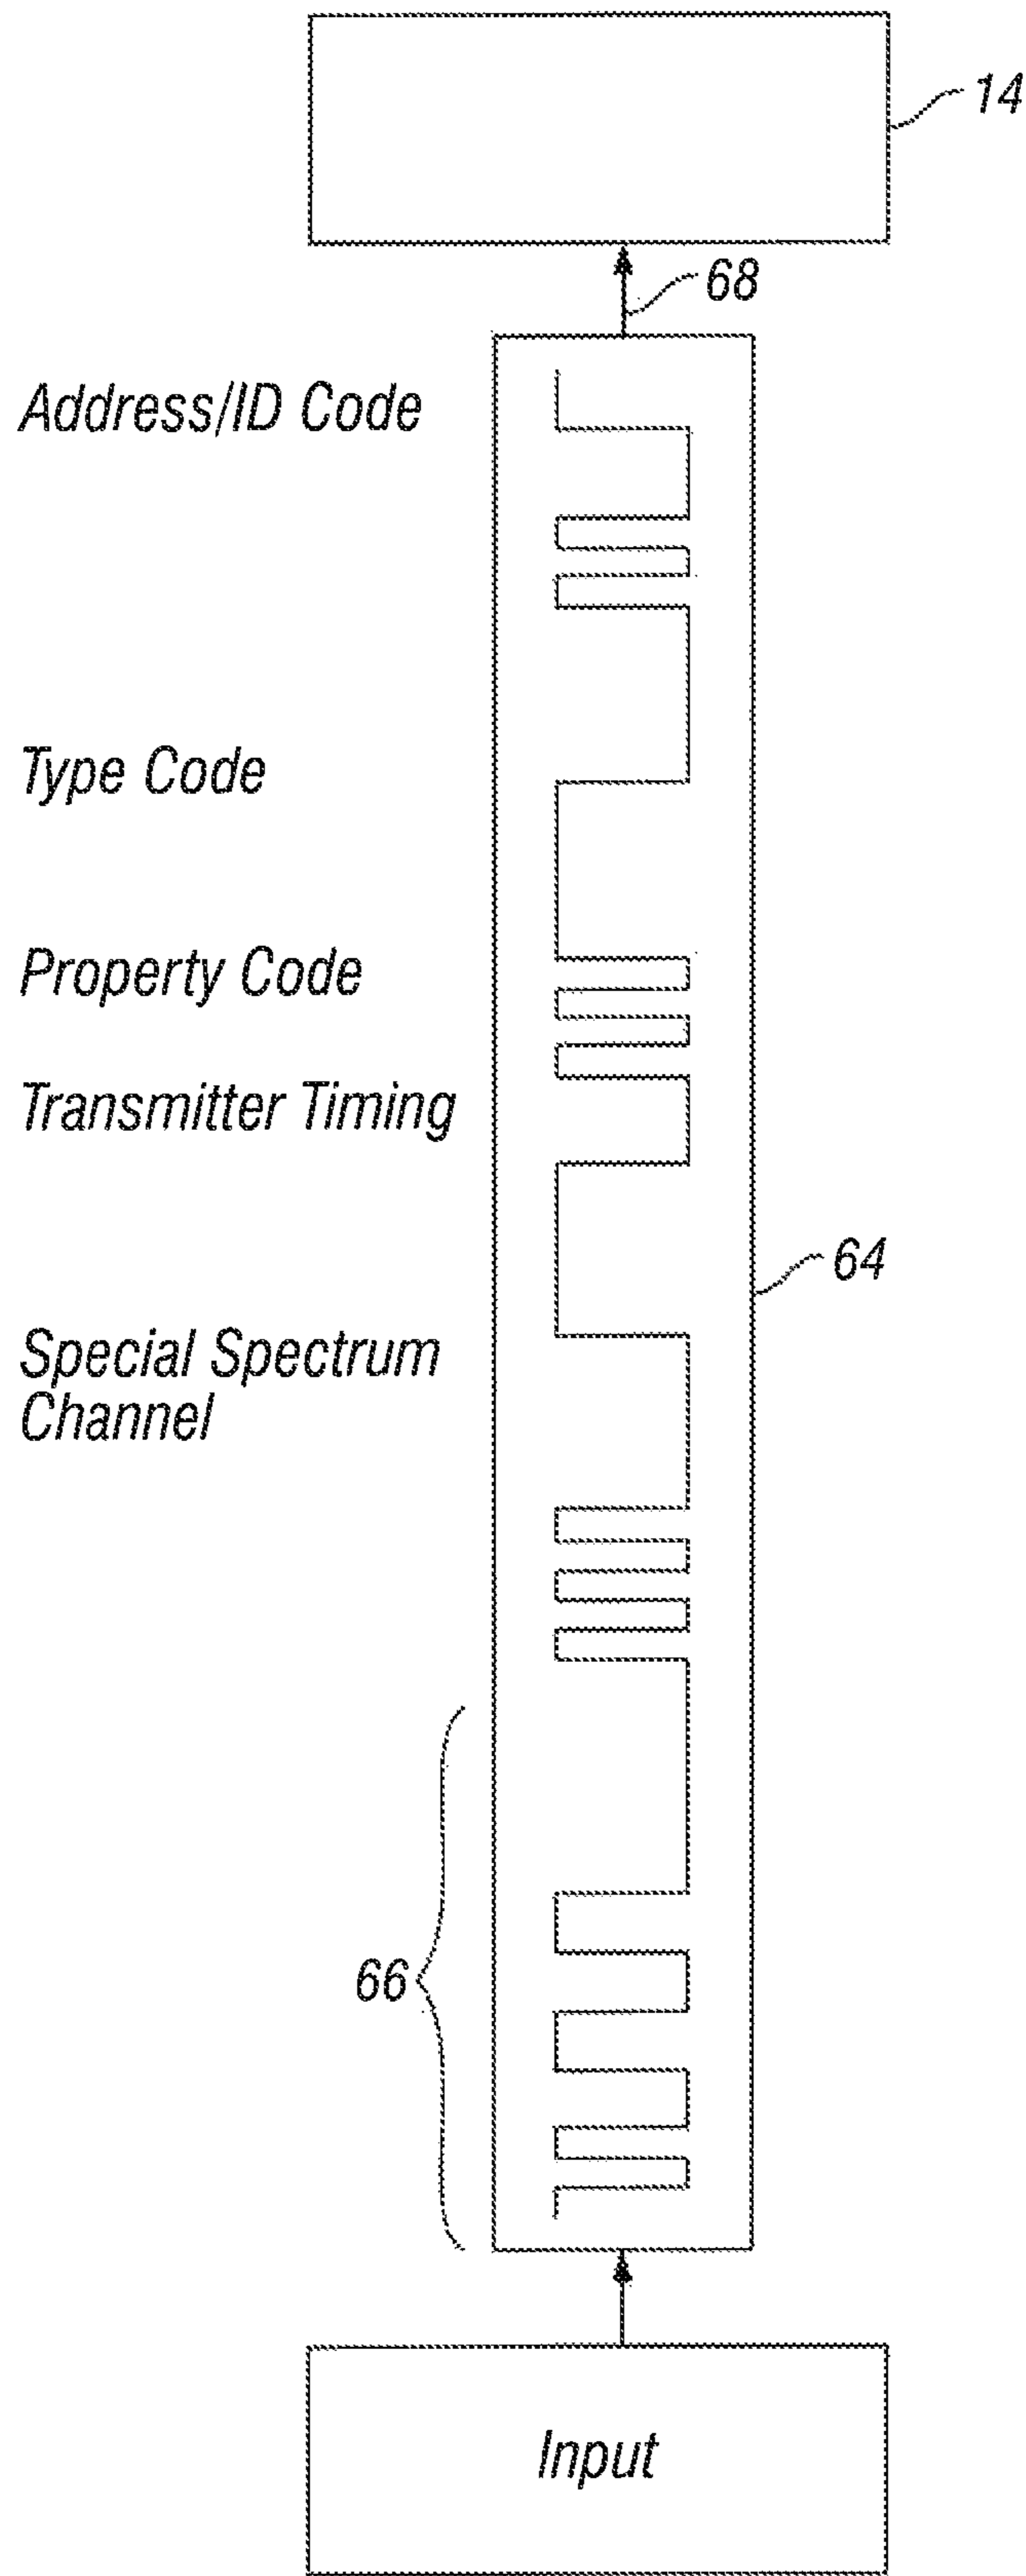 14
68
Address/ID Code
Type Code
Property Code
Transmitter Timing
64
Special Spectrum
Channel
66
Input